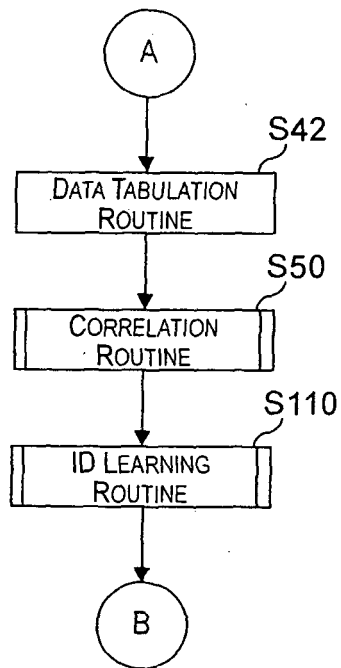 A
S42
DATA TABULATION
ROUTINE
S50
CORRELATION
ROUTINE
S110
ID LEARNING
ROUTINE
B